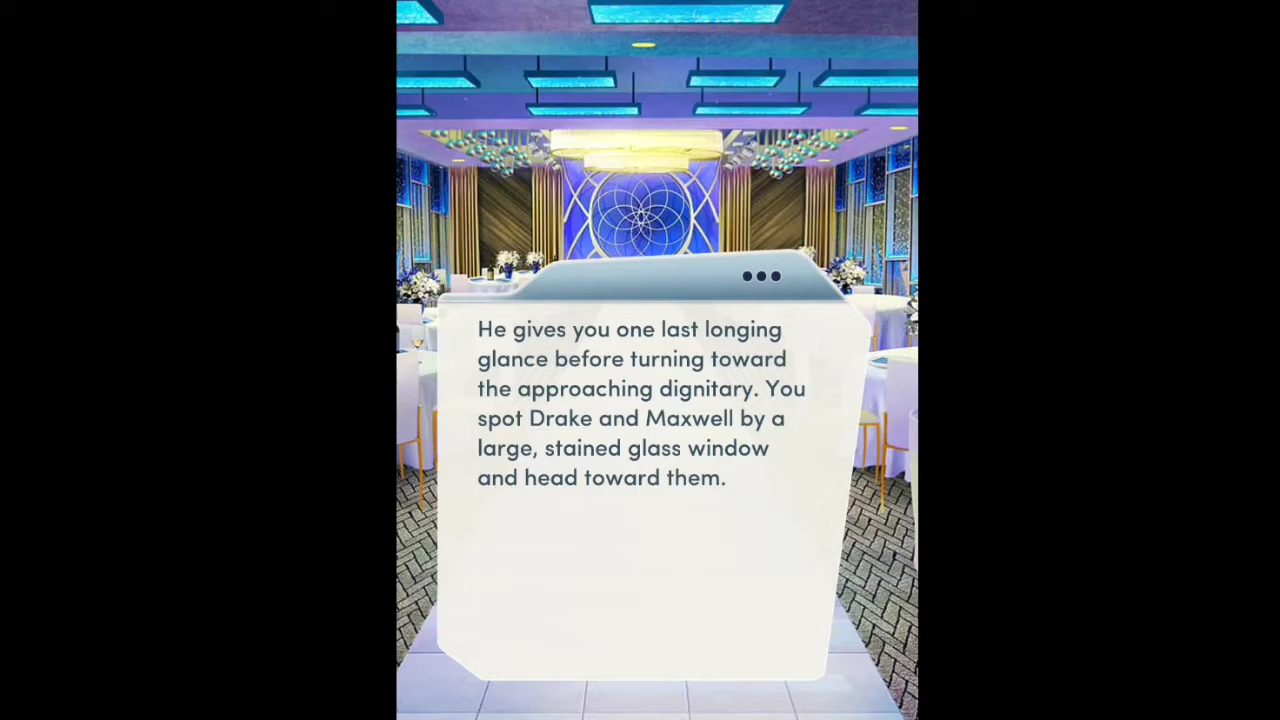 He gives you one last longing
glance before turning toward
the approaching dignitary. You
spot Drake and Maxwell by a
large, stained glass window
and head toward them.